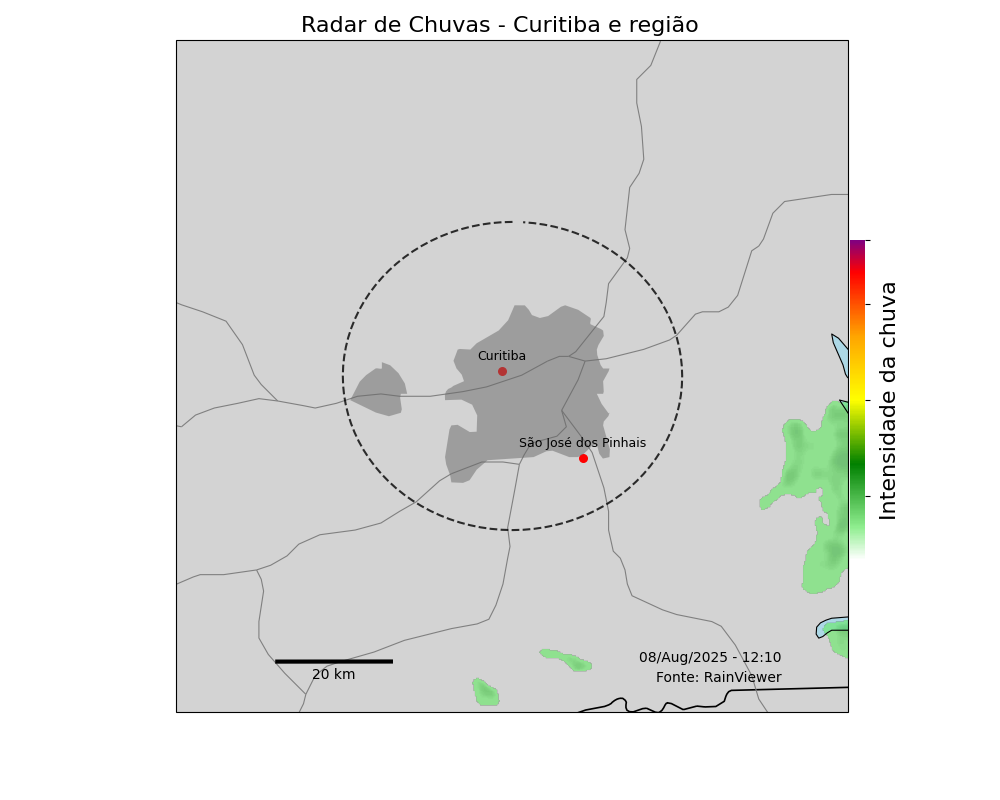 Radar de Chuvas - Curitiba e região
Curitiba
São José dos Pinhais
Intensidade da chuva
20 km
08/Aug/2025 - 12:10
Fonte: RainViewer